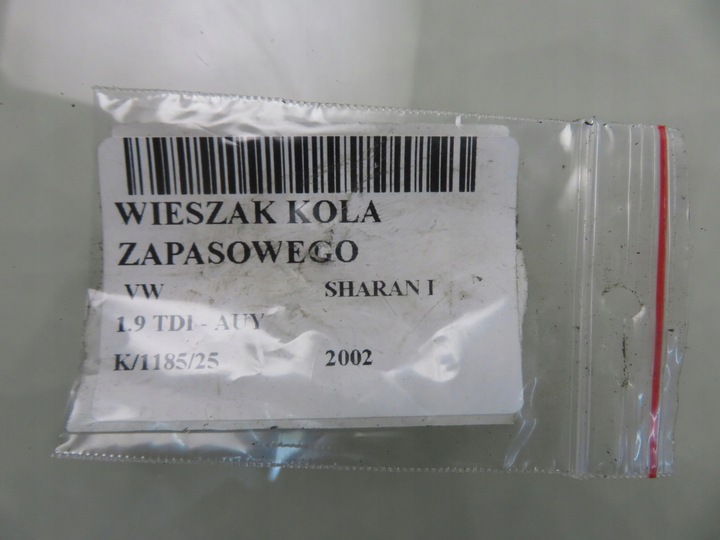 WIESZAK KOLA
ZAPASOWEGO
VW SHARAN I
1.9 TDI - AUY
K/1185/25 2002